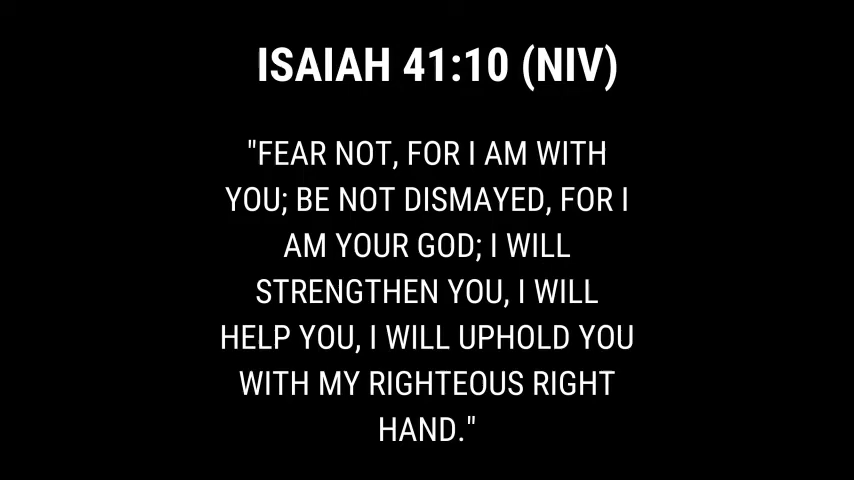 ISAIAH 41:10 (NIV)
"FEAR NOT, FOR I AM WITH
YOU; BE NOT DISMAYED, FOR I
AM YOUR GOD; I WILL
STRENGTHEN YOU, I WILL
HELP YOU, I WILL UPHOLD YOU
WITH MY RIGHTEOUS RIGHT
HAND."